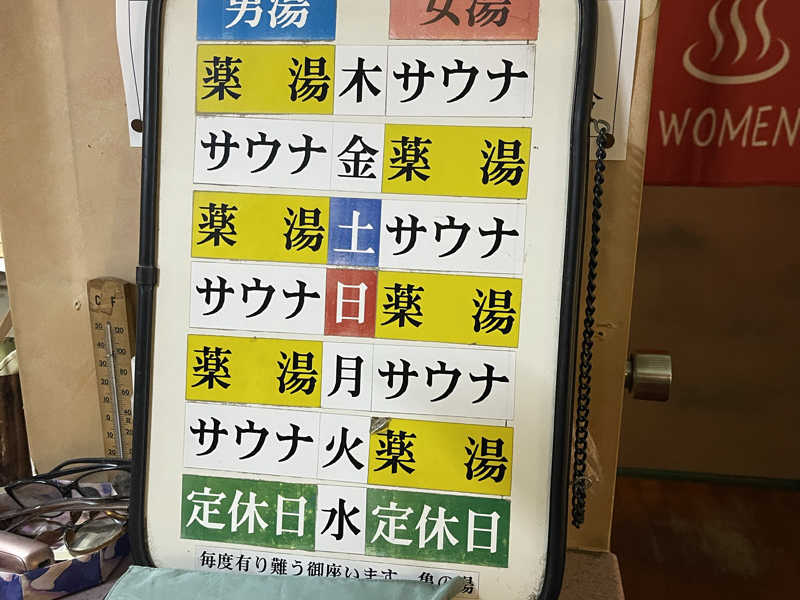 男湯 女湯
薬湯 木 サウナ
サウナ 金 薬湯
薬湯 土 サウナ
サウナ 日 薬湯
薬湯 月 サウナ
サウナ 火 薬湯
定休日 水 定休日
毎度有り難う御座います 亀の湯
WOMEN
C F